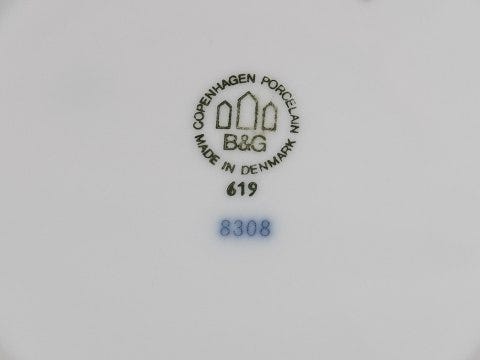 COPENHAGEN PORCELAIN
B&G
MADE IN DENMARK
619
8308